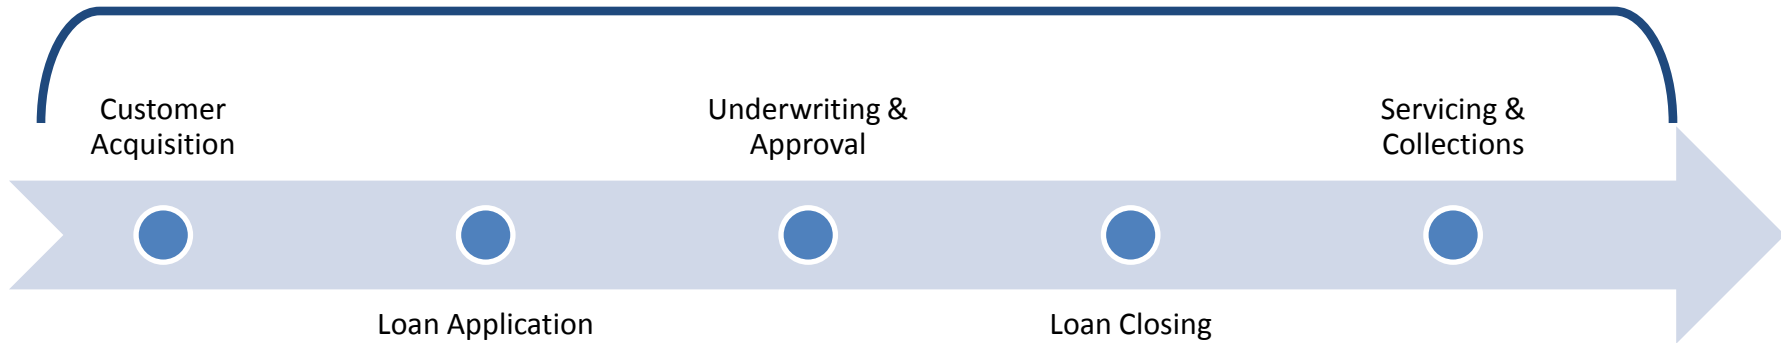 Customer
Acquisition
Underwriting &
Approval
Servicing &
Collections
Loan Application
Loan Closing